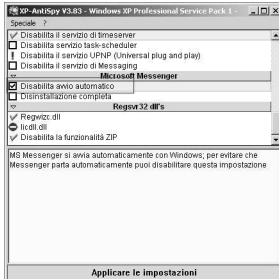 XP-AntiSpy V3.83 - Windows XP Professional Service Pack 1 -
Speciale ?
Disabilita il servizio di timeserver
Disabilita servizio task-scheduler
Disabilita il servizio UPNP (Universal plug and play)
Disabilita il servizio di Messaging
Microsoft Messenger
Disabilita avvio automatico
Disinstallazione completa
Regsvr32 dll's
Regwizc.dll
licdll.dll
Disabilita la funzionalità ZIP
MS Messenger si avvia automaticamente con Windows; per evitare che
Messenger parta automaticamente puoi disabilitare questa impostazione
Applicare le impostazioni